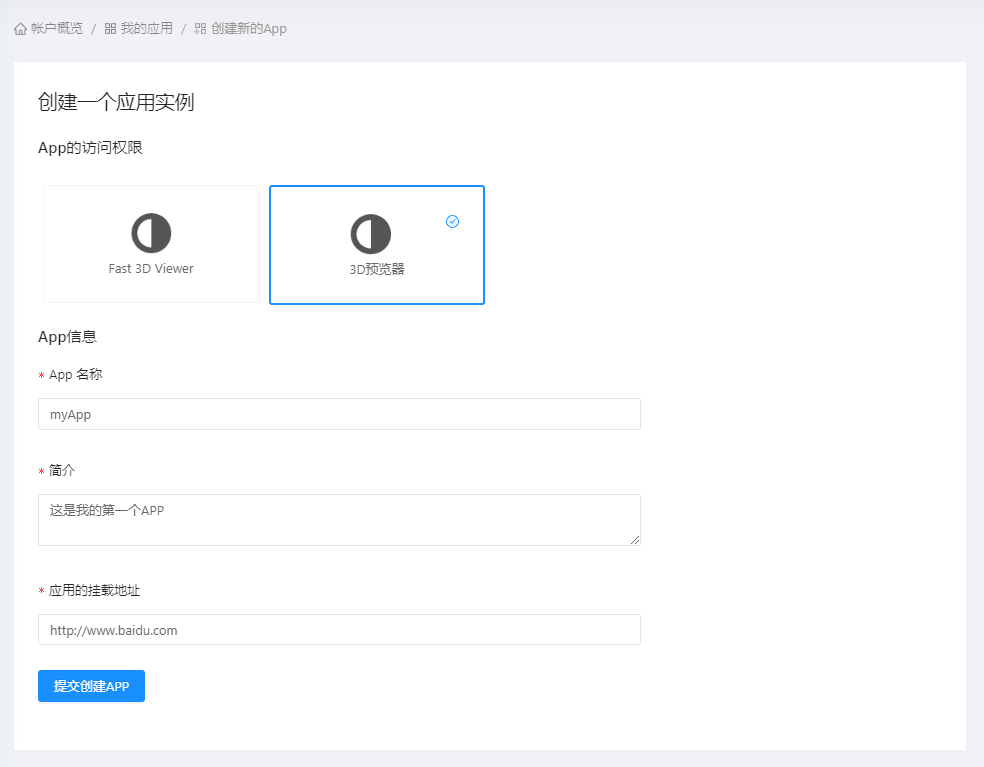 帐户概览 / 我的应用 / 创建新的App
创建一个应用实例
App的访问权限
Fast 3D Viewer
3D预览器
App信息
* App 名称
myApp
* 简介
这是我的第一个APP
* 应用的挂载地址
http://www.baidu.com
提交创建APP